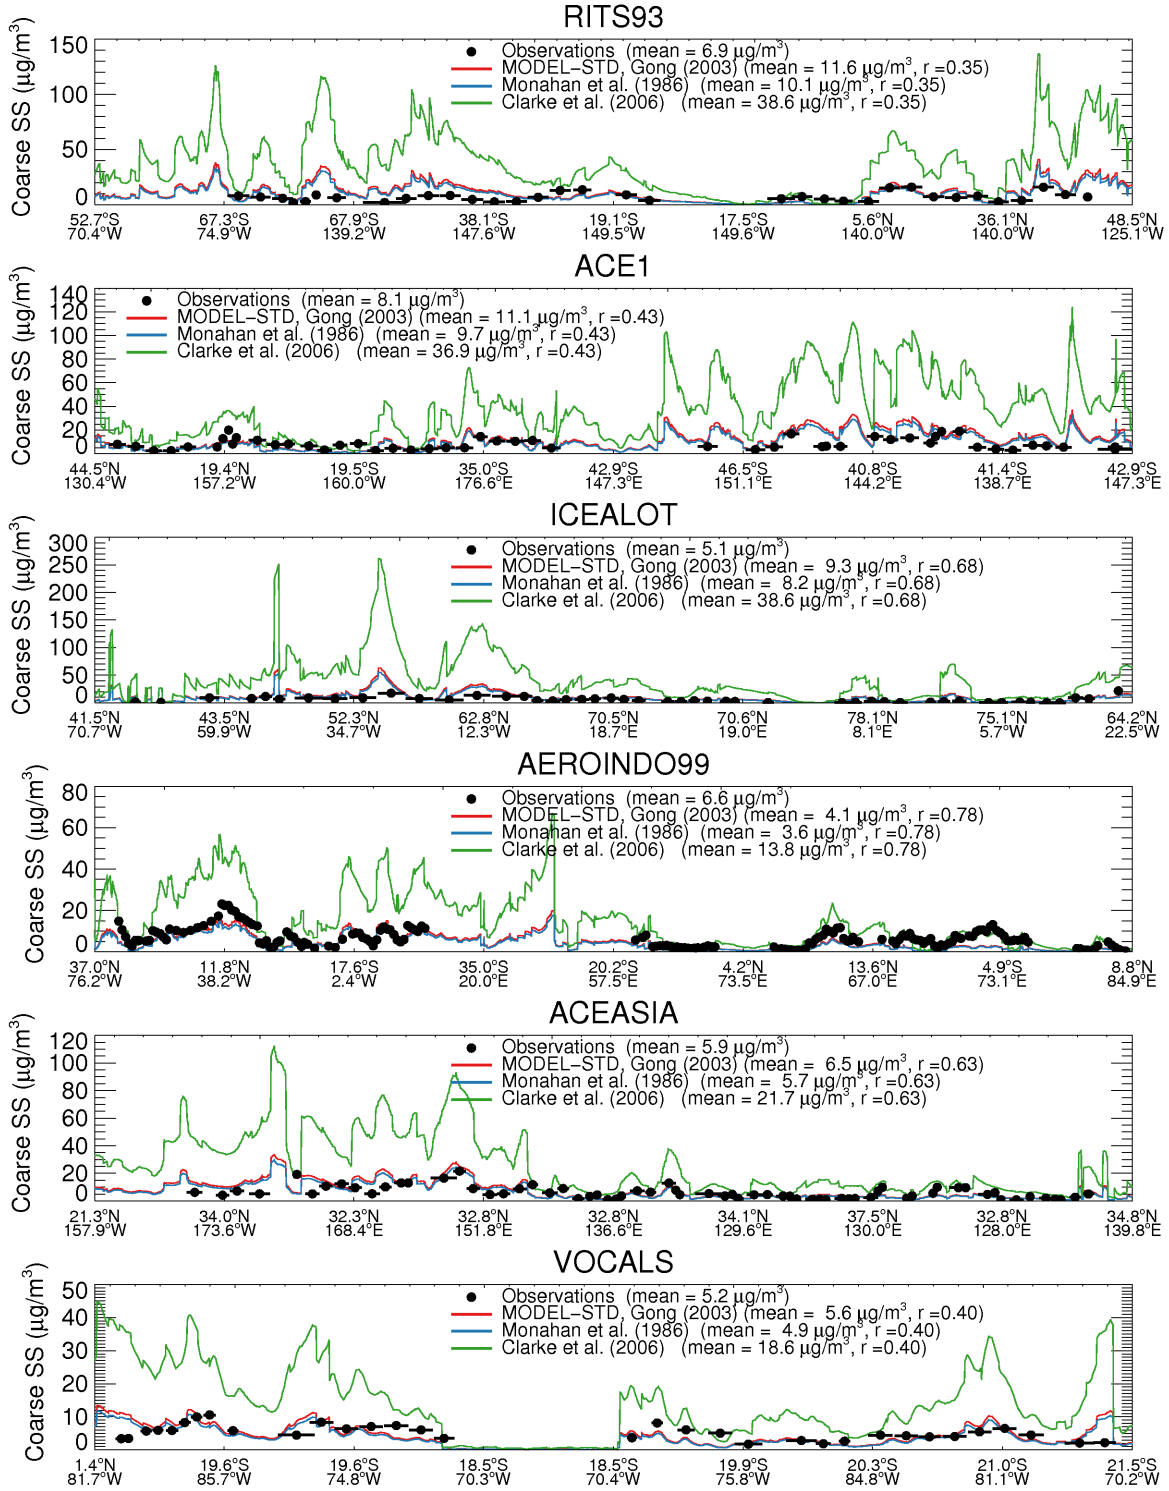 RITS93
Coarse SS (μg/m³)
150
100
50
0
Observations (mean = 6.9 μg/m³)
MODEL−STD, Gong (2003) (mean = 11.6 μg/m³, r =0.35)
Monahan et al. (1986) (mean = 10.1 μg/m³, r =0.35)
Clarke et al. (2006) (mean = 38.6 μg/m³, r =0.35)
52.7°S 67.3°S 67.9°S 38.1°S 19.1°S 17.5°S 5.6°N 36.1°N 48.5°N
70.4°W 74.9°W 139.2°W 147.6°W 149.5°W 149.6°W 140.0°W 140.0°W 125.1°W
ACE1
Coarse SS (μg/m³)
140
120
100
80
60
40
20
0
Observations (mean = 8.1 μg/m³)
MODEL−STD, Gong (2003) (mean = 11.1 μg/m³, r =0.43)
Monahan et al. (1986) (mean = 9.7 μg/m³, r =0.43)
Clarke et al. (2006) (mean = 36.9 μg/m³, r =0.43)
44.5°N 19.4°N 19.5°S 35.0°S 42.9°S 46.5°S 40.8°S 41.4°S 42.9°S
130.4°W 157.2°W 160.0°W 176.6°E 147.3°E 151.1°E 144.2°E 138.7°E 147.3°E
ICEALOT
Coarse SS (μg/m³)
300
250
200
150
100
50
0
Observations (mean = 5.1 μg/m³)
MODEL−STD, Gong (2003) (mean = 9.3 μg/m³, r =0.68)
Monahan et al. (1986) (mean = 8.2 μg/m³, r =0.68)
Clarke et al. (2006) (mean = 38.6 μg/m³, r =0.68)
41.5°N 43.5°N 52.3°N 62.8°N 70.5°N 70.6°N 78.1°N 75.1°N 64.2°N
70.7°W 59.9°W 34.7°W 12.3°W 18.7°E 19.0°E 8.1°E 5.7°W 22.5°W
AEROINDO99
Coarse SS (μg/m³)
80
60
40
20
0
Observations (mean = 6.6 μg/m³)
MODEL−STD, Gong (2003) (mean = 4.1 μg/m³, r =0.78)
Monahan et al. (1986) (mean = 3.6 μg/m³, r =0.78)
Clarke et al. (2006) (mean = 13.8 μg/m³, r =0.78)
37.0°N 11.8°N 17.6°S 35.0°S 20.2°S 4.2°N 13.6°N 4.9°S 8.8°N
76.2°W 38.2°W 2.4°W 20.0°E 57.5°E 73.5°E 67.0°E 73.1°E 84.9°E
ACEASIA
Coarse SS (μg/m³)
120
100
80
60
40
20
0
Observations (mean = 5.9 μg/m³)
MODEL−STD, Gong (2003) (mean = 6.5 μg/m³, r =0.63)
Monahan et al. (1986) (mean = 5.7 μg/m³, r =0.63)
Clarke et al. (2006) (mean = 21.7 μg/m³, r =0.63)
21.3°N 34.0°N 32.3°N 32.8°N 32.8°N 34.1°N 37.5°N 32.8°N 34.8°N
157.9°W 173.6°W 168.4°E 151.8°E 136.6°E 129.6°E 130.0°E 128.0°E 139.8°E
VOCALS
Coarse SS (μg/m³)
50
40
30
20
10
0
Observations (mean = 5.2 μg/m³)
MODEL−STD, Gong (2003) (mean = 5.6 μg/m³, r =0.40)
Monahan et al. (1986) (mean = 4.9 μg/m³, r =0.40)
Clarke et al. (2006) (mean = 18.6 μg/m³, r =0.40)
1.4°S 19.6°S 19.6°S 18.5°S 18.5°S 19.9°S 20.3°S 21.0°S 21.5°S
81.7°W 85.7°W 74.8°W 70.3°W 70.4°W 75.8°W 84.8°W 81.1°W 70.2°W